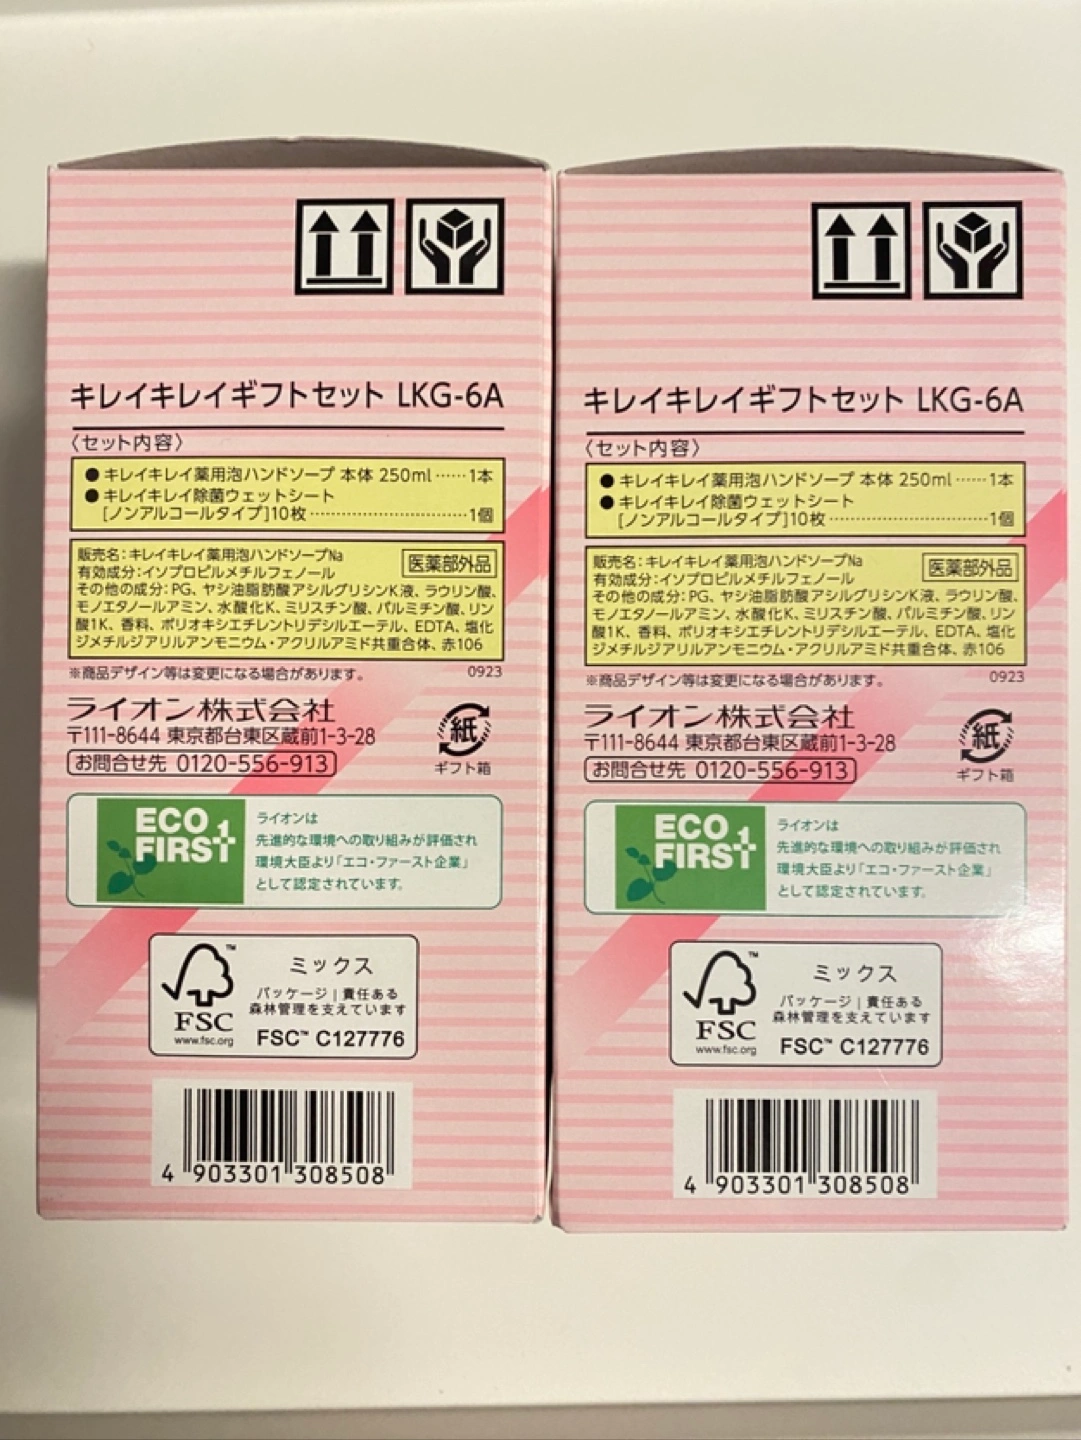 キレイキレイギフトセット LKG-6A
〈セット内容〉
● キレイキレイ薬用泡ハンドソープ 本体 250ml ⋯⋯ 1本
● キレイキレイ除菌ウェットシート
[ノンアルコールタイプ]10枚 ⋯⋯⋯⋯⋯⋯⋯⋯⋯⋯ 1個
販売名：キレイキレイ薬用泡ハンドソープNa
医薬部外品
有効成分：イソプロピルメチルフェノール
その他の成分：PG、ヤシ油脂肪酸アシルグリシンK液、ラウリン酸、
モノエタノールアミン、水酸化K、ミリスチン酸、パルミチン酸、リン
酸1K、香料、ポリオキシエチレントリデシルエーテル、EDTA、塩化
ジメチルジアリルアンモニウム・アクリルアミド共重合体、赤106
※商品デザイン等は変更になる場合があります。 0923
ライオン株式会社
〒111-8644 東京都台東区蔵前1-3-28
お問合せ先 0120-556-913
紙
ギフト箱
ECO
FIRST
ライオンは
先進的な環境への取り組みが評価され
環境大臣より「エコ・ファースト企業」
として認定されています。
FSC
www.fsc.org
ミックス
パッケージ｜責任ある
森林管理を支えています
FSC™ C127776
4 903301 308508
キレイキレイギフトセット LKG-6A
〈セット内容〉
● キレイキレイ薬用泡ハンドソープ 本体 250ml ⋯⋯ 1本
● キレイキレイ除菌ウェットシート
[ノンアルコールタイプ]10枚 ⋯⋯⋯⋯⋯⋯⋯⋯⋯⋯ 1個
販売名：キレイキレイ薬用泡ハンドソープNa
医薬部外品
有効成分：イソプロピルメチルフェノール
その他の成分：PG、ヤシ油脂肪酸アシルグリシンK液、ラウリン酸、
モノエタノールアミン、水酸化K、ミリスチン酸、パルミチン酸、リン
酸1K、香料、ポリオキシエチレントリデシルエーテル、EDTA、塩化
ジメチルジアリルアンモニウム・アクリルアミド共重合体、赤106
※商品デザイン等は変更になる場合があります。 0923
ライオン株式会社
〒111-8644 東京都台東区蔵前1-3-28
お問合せ先 0120-556-913
紙
ギフト箱
ECO
FIRST
ライオンは
先進的な環境への取り組みが評価され
環境大臣より「エコ・ファースト企業」
として認定されています。
FSC
www.fsc.org
ミックス
パッケージ｜責任ある
森林管理を支えています
FSC™ C127776
4 903301 308508